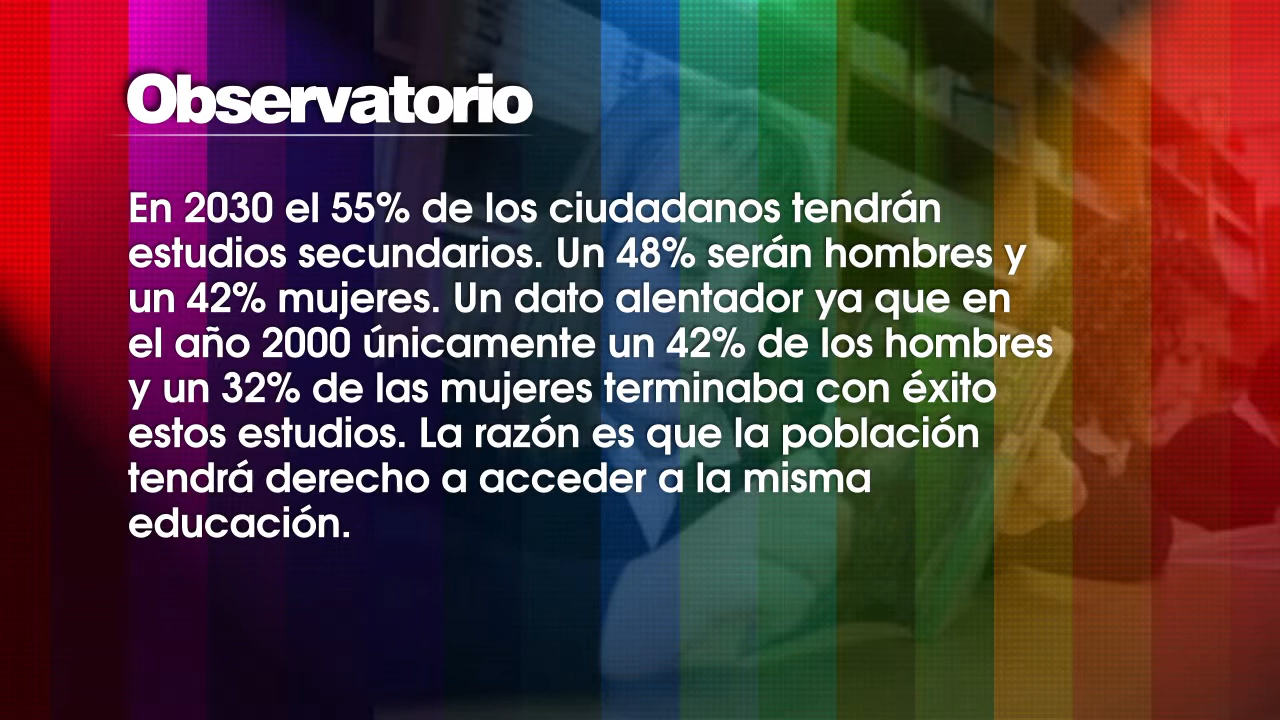 Observatorio
En 2030 el 55% de los ciudadanos tendrán
estudios secundarios. Un 48% serán hombres y
un 42% mujeres. Un dato alentador ya que en
el año 2000 únicamente un 42% de los hombres
y un 32% de las mujeres terminaba con éxito
estos estudios. La razón es que la población
tendrá derecho a acceder a la misma
educación.